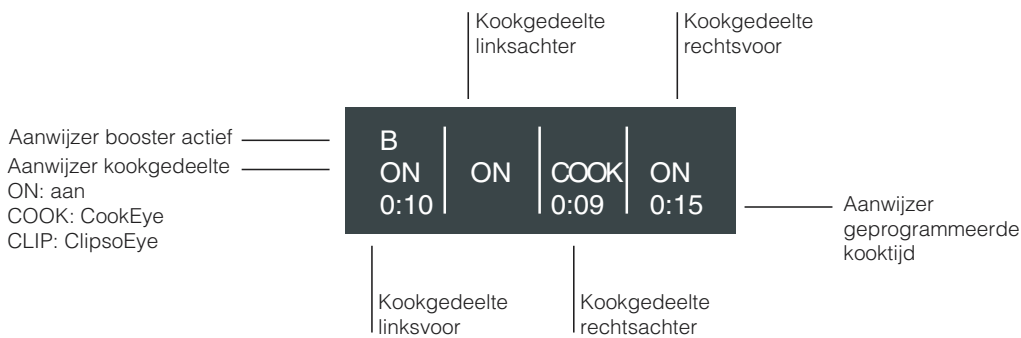 Kookgedeelte
linksachter
Kookgedeelte
rechtsvoor
Aanwijzer booster actief
Aanwijzer kookgedeelte
ON: aan
COOK: CookEye
CLIP: ClipsoEye
B
ON ON COOK ON
0:10 0:09 0:15
Aanwijzer
geprogrammeerde
kooktijd
Kookgedeelte
linksvoor
Kookgedeelte
rechtsachter